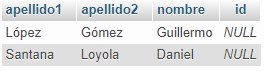 apellido1 apellido2 nombre id
López Gómez Guillermo NULL
Santana Loyola Daniel NULL